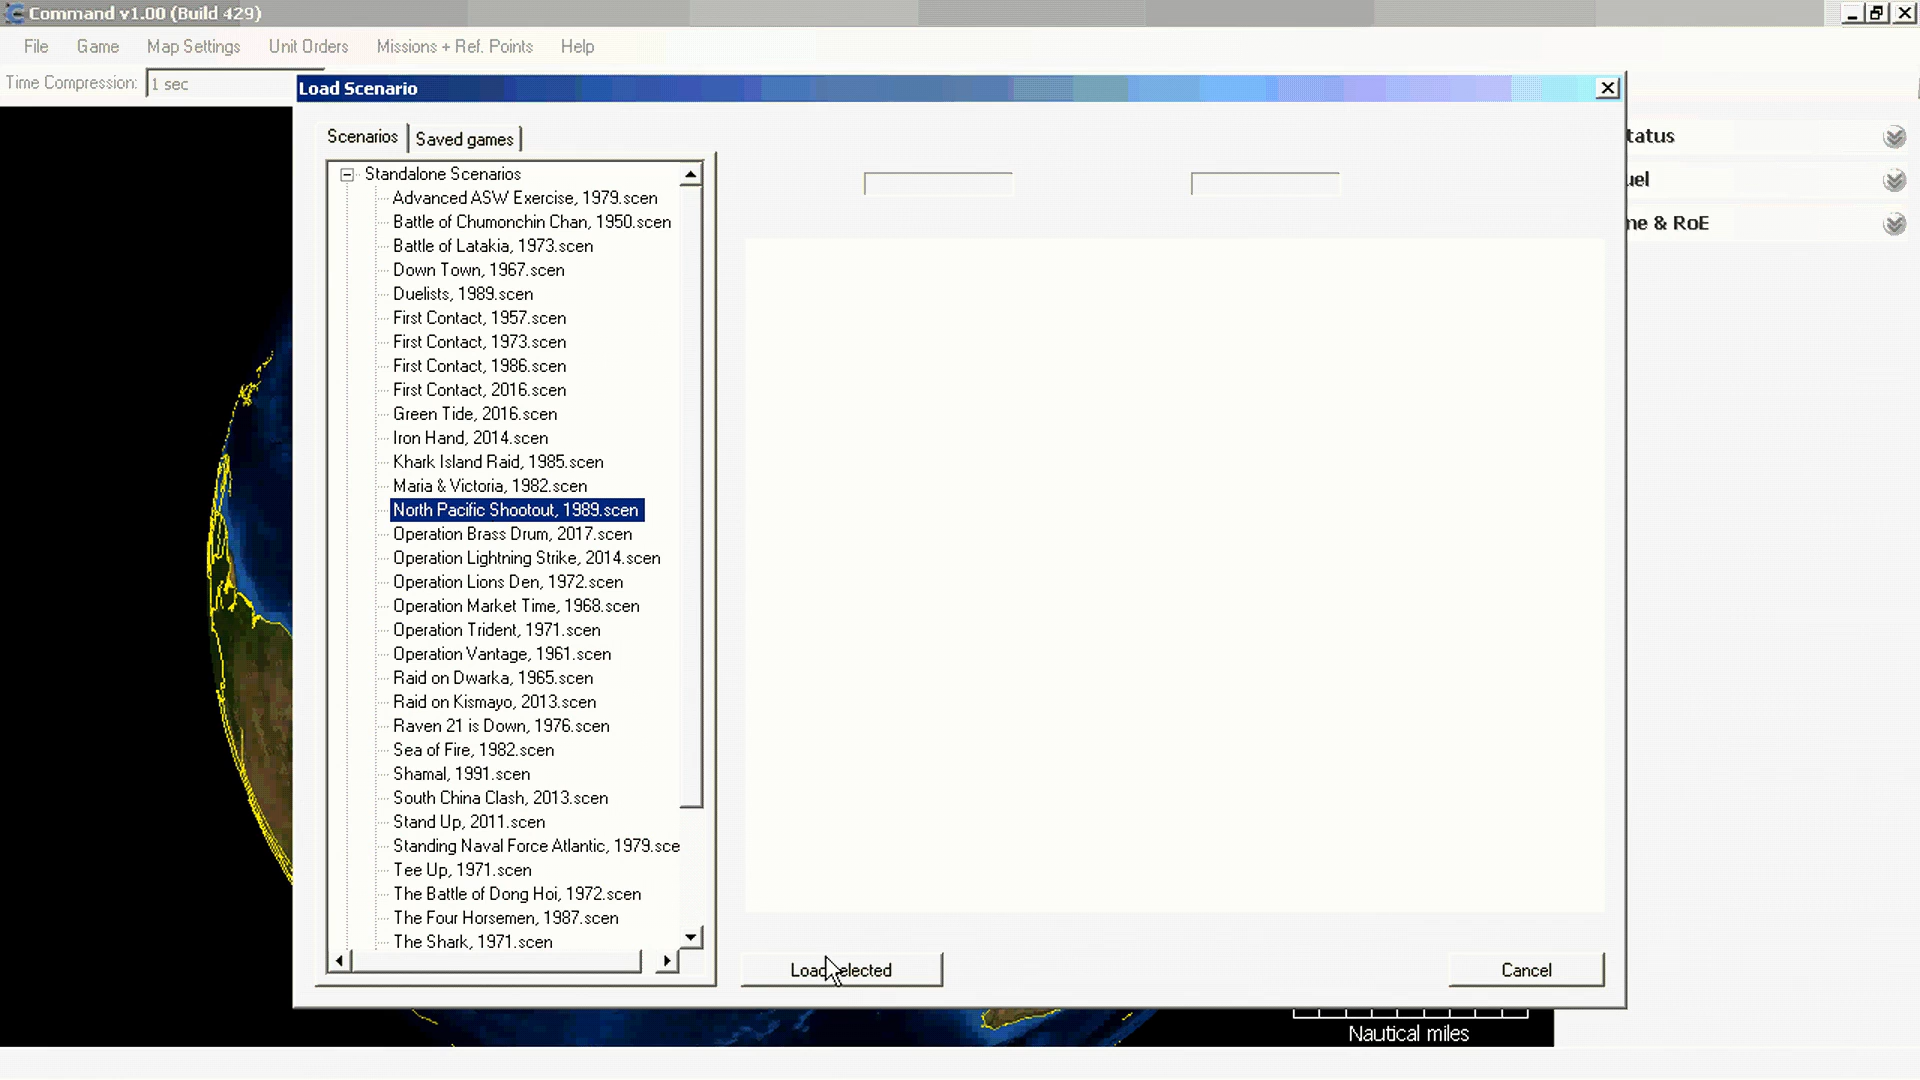 Command v1.00 (Build 429)
File Game Map Settings Unit Orders Missions + Ref. Points Help
Time Compression: 1 sec
Load Scenario
Scenarios Saved games
Standalone Scenarios
Advanced ASW Exercise, 1979.scen
Battle of Chumonchin Chan, 1950.scen
Battle of Latakia, 1973.scen
Down Town, 1967.scen
Duelists, 1989.scen
First Contact, 1957.scen
First Contact, 1973.scen
First Contact, 1986.scen
First Contact, 2016.scen
Green Tide, 2016.scen
Iron Hand, 2014.scen
Khark Island Raid, 1985.scen
Maria & Victoria, 1982.scen
North Pacific Shootout, 1989.scen
Operation Brass Drum, 2017.scen
Operation Lightning Strike, 2014.scen
Operation Lions Den, 1972.scen
Operation Market Time, 1968.scen
Operation Trident, 1971.scen
Operation Vantage, 1961.scen
Raid on Dwarka, 1965.scen
Raid on Kismayo, 2013.scen
Raven 21 is Down, 1976.scen
Sea of Fire, 1982.scen
Shamal, 1991.scen
South China Clash, 2013.scen
Stand Up, 2011.scen
Standing Naval Force Atlantic, 1979.sce
Tee Up, 1971.scen
The Battle of Dong Hoi, 1972.scen
The Four Horsemen, 1987.scen
The Shark, 1971.scen
Load elected
Cancel
tatus
uel
ne & RoE
Nautical miles